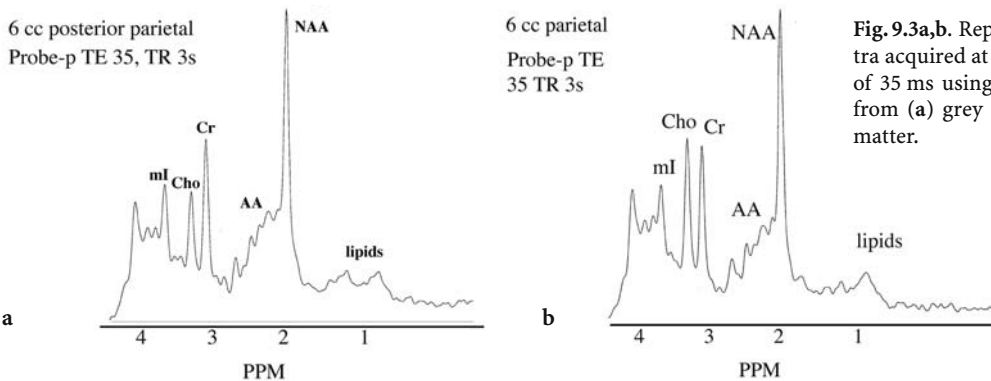 6 cc posterior parietal
Probe-p TE 35, TR 3s
NAA
Cr
mI
Cho
AA
lipids
4 3 2 1
PPM
a
6 cc parietal
Probe-p TE
35 TR 3s
NAA
Cho
Cr
mI
AA
lipids
4 3 2 1
PPM
b
Fig. 9.3a,b. Rep
tra acquired at
of 35 ms using
from (a) grey
matter.